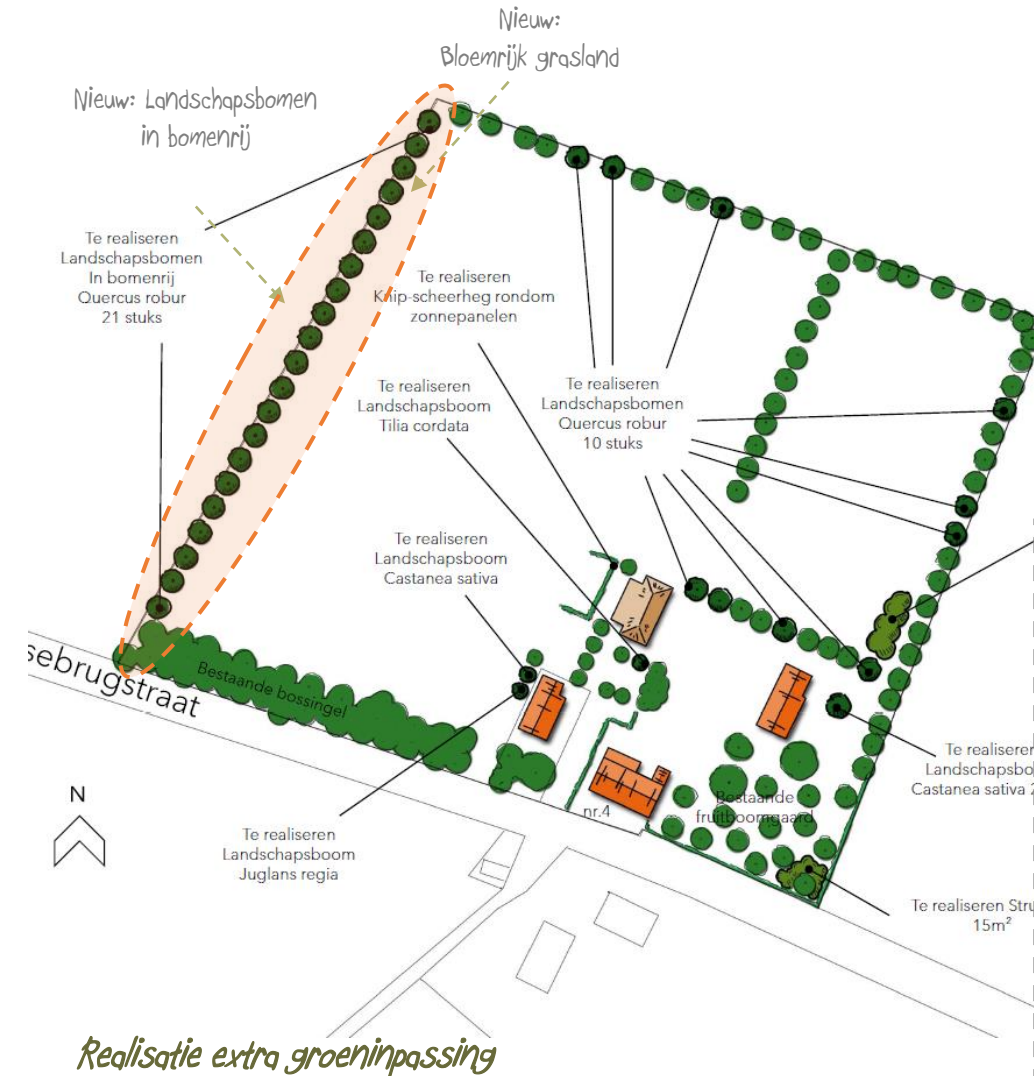 Nieuw:
Bloemrijk grasland
Nieuw: Landschapsbomen
in bomenrij
Te realiseren
Landschapsbomen
In bomenrij
Quercus robur
21 stuks
Te realiseren
Knip-scheerheg rondom
zonnepanelen
Te realiseren
Landschapsboom
Tilia cordata
Te realiseren
Landschapsbomen
Quercus robur
10 stuks
Te realiseren
Landschapsboom
Castanea sativa
sebrugstraat
Bestaande bossingel
Te realiseren
Landschapsbo
Castanea sativa 2
nr.4
Bestaande
fruitboomgaard
N
Te realiseren
Landschapsboom
Juglans regia
Te realiseren Stru
15m²
Realisatie extra groeninpassing